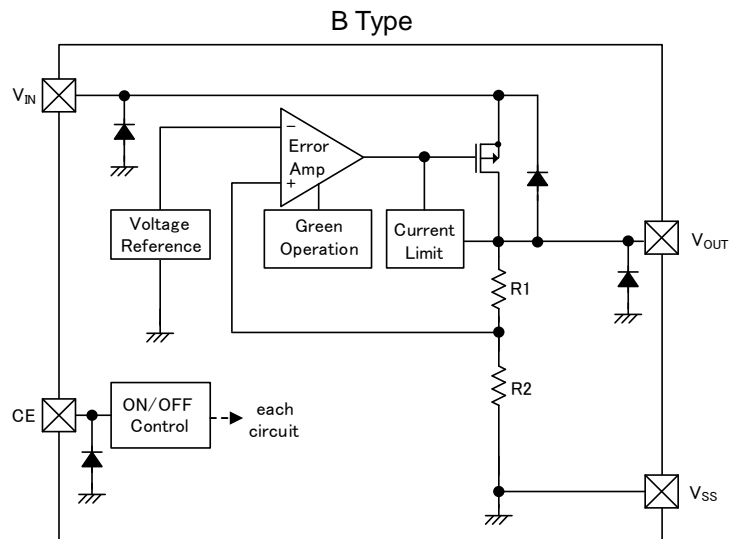 B Type
VIN
−
Error
Amp
+
Voltage
Reference
Green
Operation
Current
Limit
VOUT
R1
R2
CE
ON/OFF
Control
each
circuit
VSS